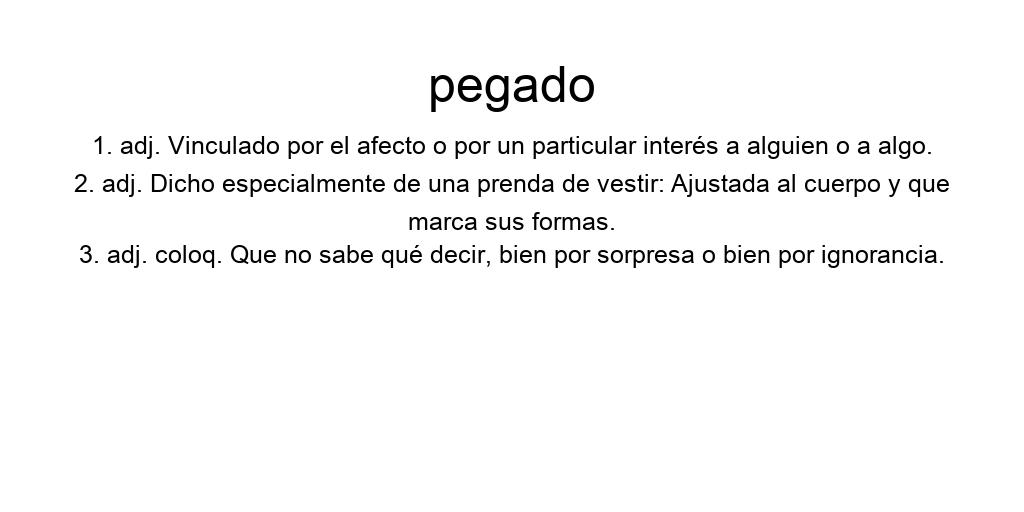 pegado
1. adj. Vinculado por el afecto o por un particular interés a alguien o a algo.
2. adj. Dicho especialmente de una prenda de vestir: Ajustada al cuerpo y que
marca sus formas.
3. adj. coloq. Que no sabe qué decir, bien por sorpresa o bien por ignorancia.